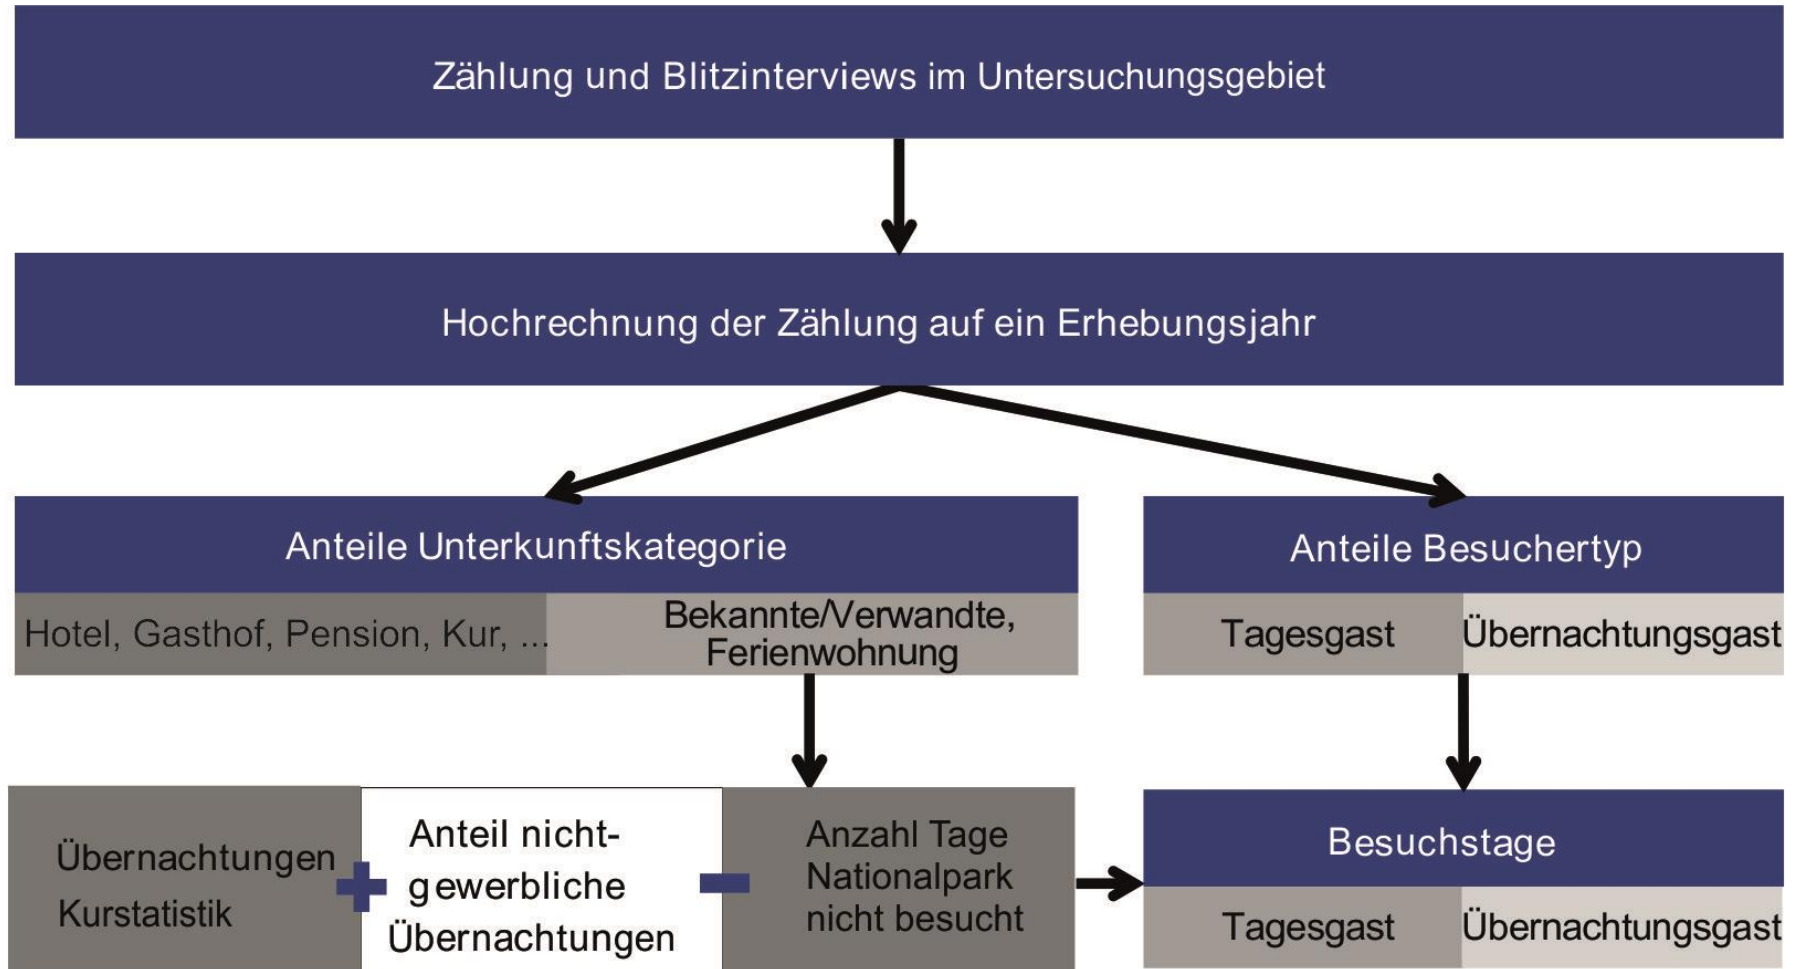 Zählung und Blitzinterviews im Untersuchungsgebiet
Hochrechnung der Zählung auf ein Erhebungsjahr
Anteile Unterkunftskategorie
Hotel, Gasthof, Pension, Kur, ...
Bekannte/Verwandte,
Ferienwohnung
Anteile Besuchertyp
Tagesgast
Übernachtungsgast
Übernachtungen
Kurstatistik
+
Anteil nicht-
gewerbliche
Übernachtungen
-
Anzahl Tage
Nationalpark
nicht besucht
Besuchstage
Tagesgast
Übernachtungsgast